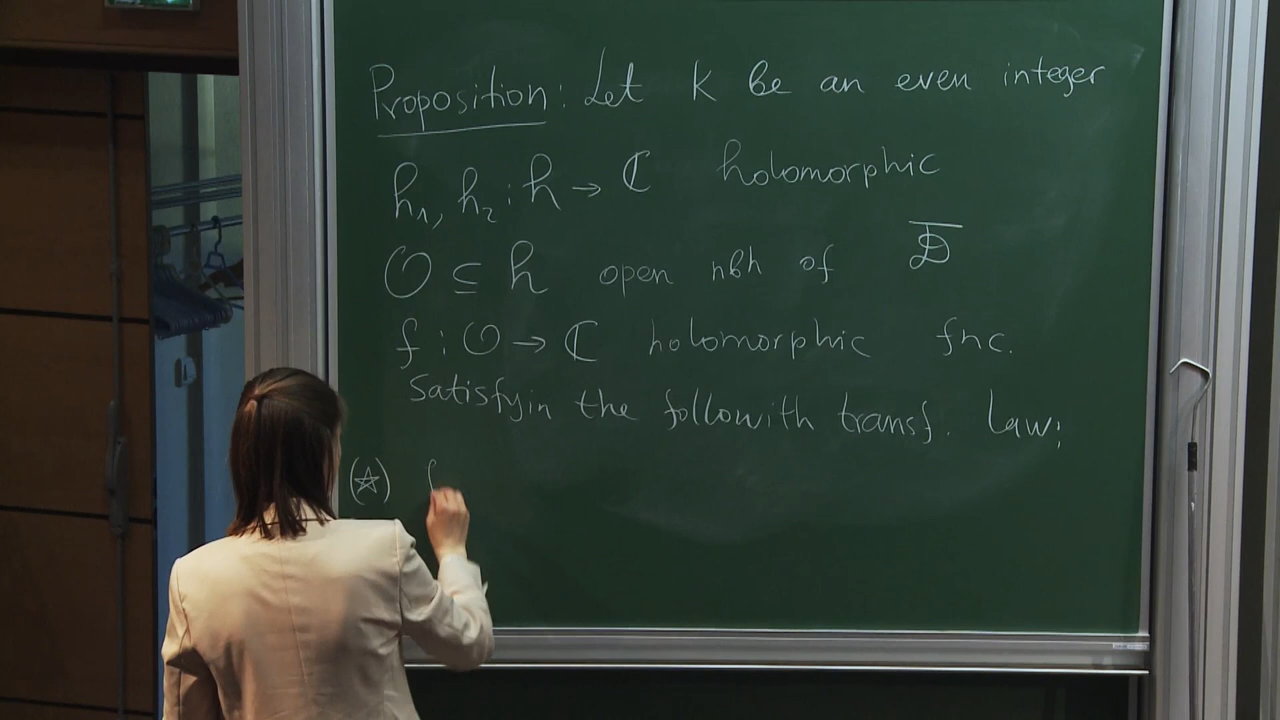 Proposition: Let k be an even integer
h₁, h₂ : h → ℂ holomorphic
O ⊆ h open nbh of D̅
f : O → ℂ holomorphic fnc.
Satisfyin the followith transf. law:
(☆) f